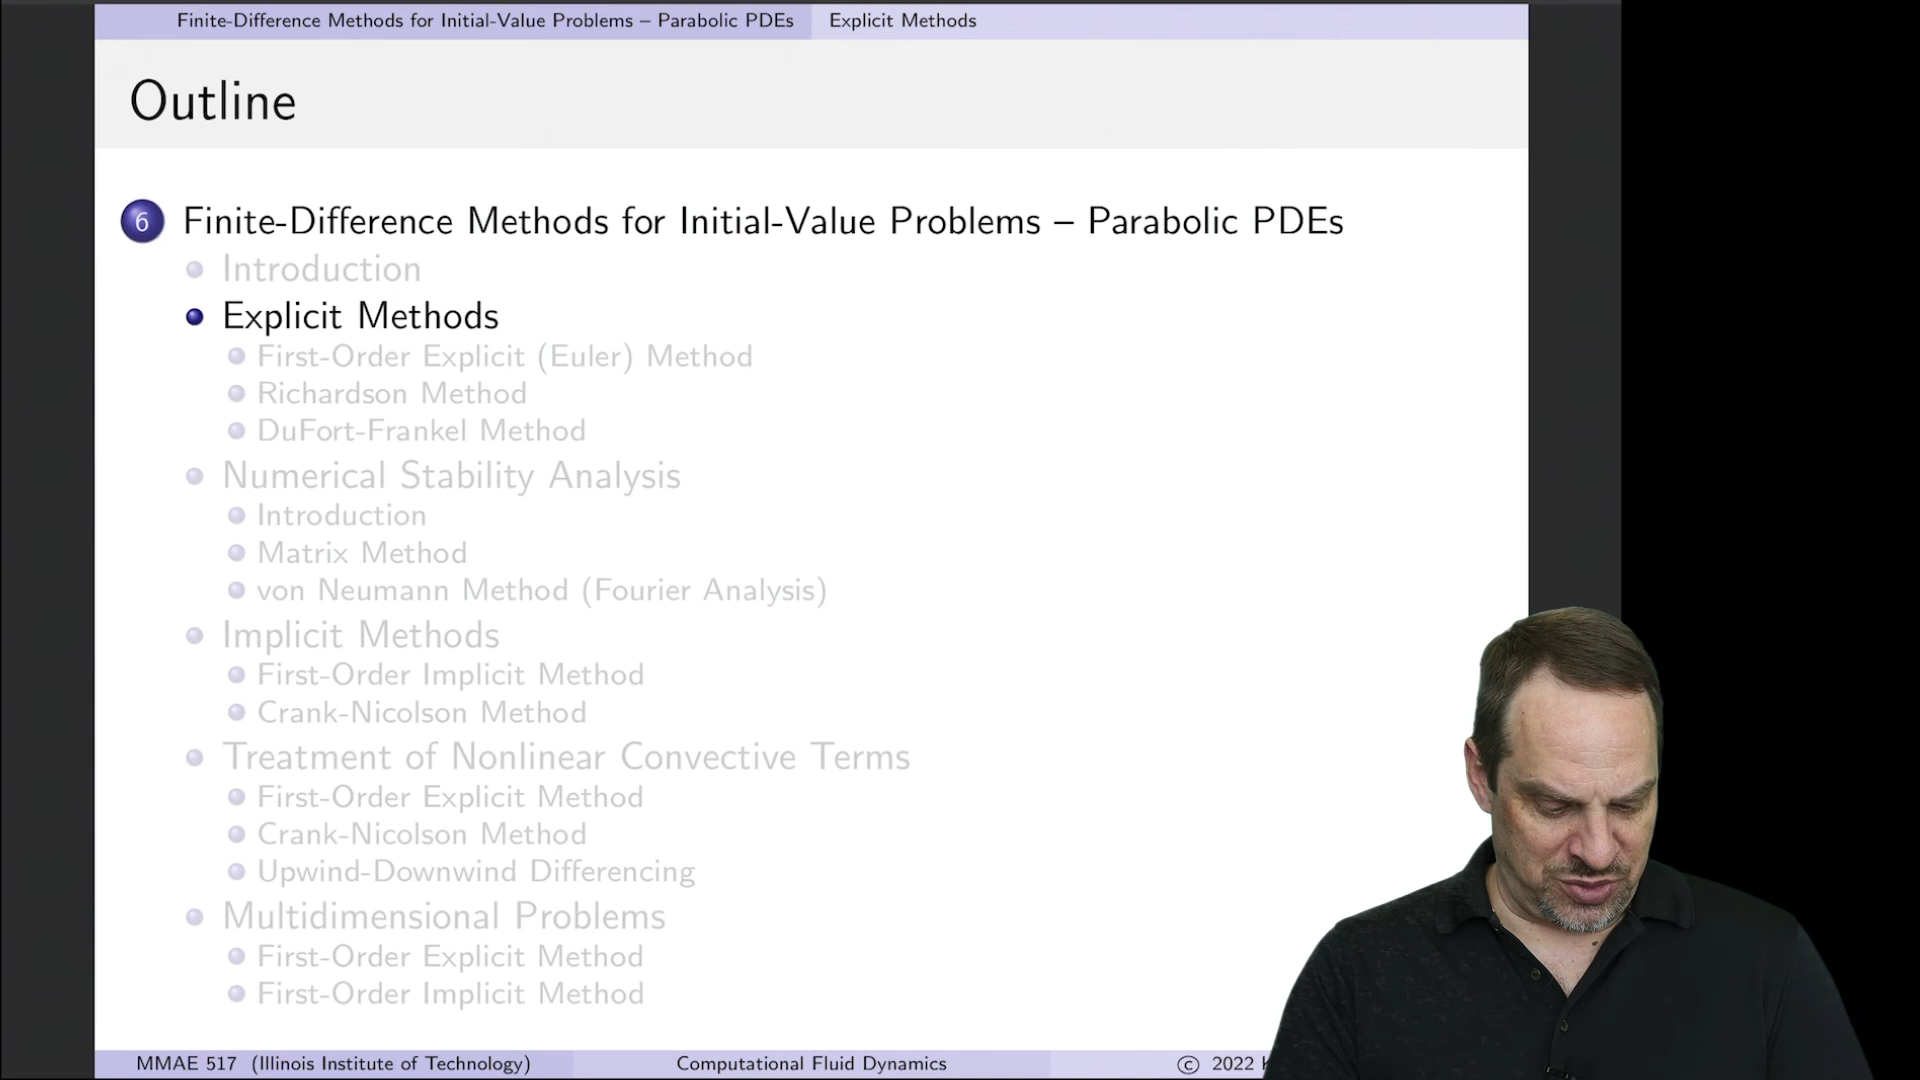 Finite-Difference Methods for Initial-Value Problems – Parabolic PDEs Explicit Methods
Outline
6 Finite-Difference Methods for Initial-Value Problems – Parabolic PDEs
Introduction
Explicit Methods
First-Order Explicit (Euler) Method
Richardson Method
DuFort-Frankel Method
Numerical Stability Analysis
Introduction
Matrix Method
von Neumann Method (Fourier Analysis)
Implicit Methods
First-Order Implicit Method
Crank-Nicolson Method
Treatment of Nonlinear Convective Terms
First-Order Explicit Method
Crank-Nicolson Method
Upwind-Downwind Differencing
Multidimensional Problems
First-Order Explicit Method
First-Order Implicit Method
MMAE 517 (Illinois Institute of Technology) Computational Fluid Dynamics © 2022